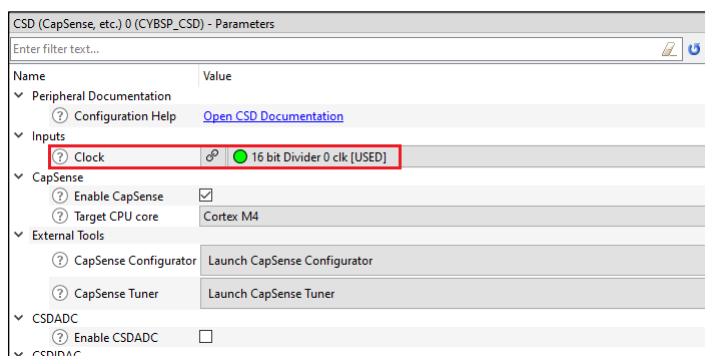 CSD (CapSense, etc.) 0 (CYBSP_CSD) - Parameters
Enter filter text...
Name Value
Peripheral Documentation
? Configuration Help Open CSD Documentation
Inputs
? Clock 16 bit Divider 0 clk [USED]
CapSense
? Enable CapSense
? Target CPU core Cortex M4
External Tools
? CapSense Configurator Launch CapSense Configurator
? CapSense Tuner Launch CapSense Tuner
CSDADC
? Enable CSDADC
CSDIDAC